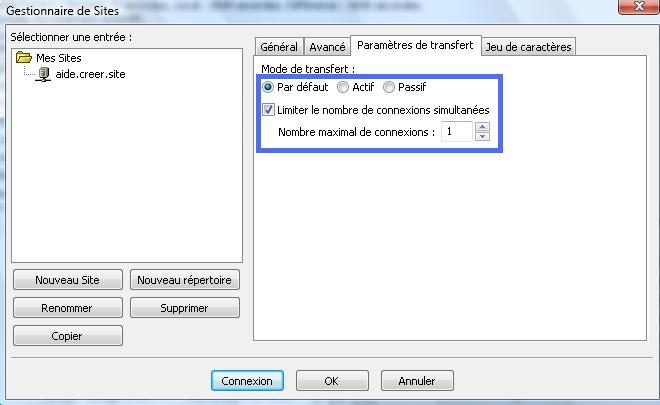 Gestionnaire de Sites
Sélectionner une entrée :
Mes Sites
aide.creer.site
Nouveau Site
Nouveau répertoire
Renommer
Supprimer
Copier
Général
Avancé
Paramètres de transfert
Jeu de caractères
Mode de transfert :
Par défaut
Actif
Passif
Limiter le nombre de connexions simultanées
Nombre maximal de connexions :
1
Connexion
OK
Annuler